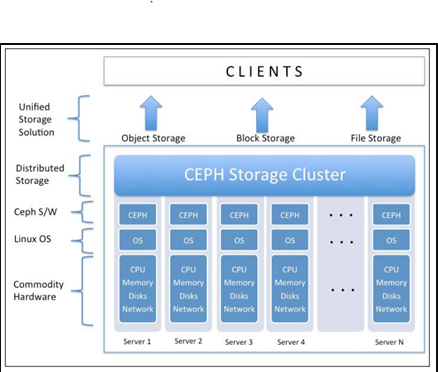 CLIENTS
Unified
Storage
Solution
Object Storage
Block Storage
File Storage
Distributed
Storage
CEPH Storage Cluster
Ceph S/W
CEPH CEPH CEPH CEPH . . . CEPH
Linux OS
OS OS OS OS . . . OS
Commodity
Hardware
CPU CPU CPU CPU CPU
Memory Memory Memory Memory Memory
Disks Disks Disks Disks . . . Disks
Network Network Network Network Network
Server 1 Server 2 Server 3 Server 4 Server N